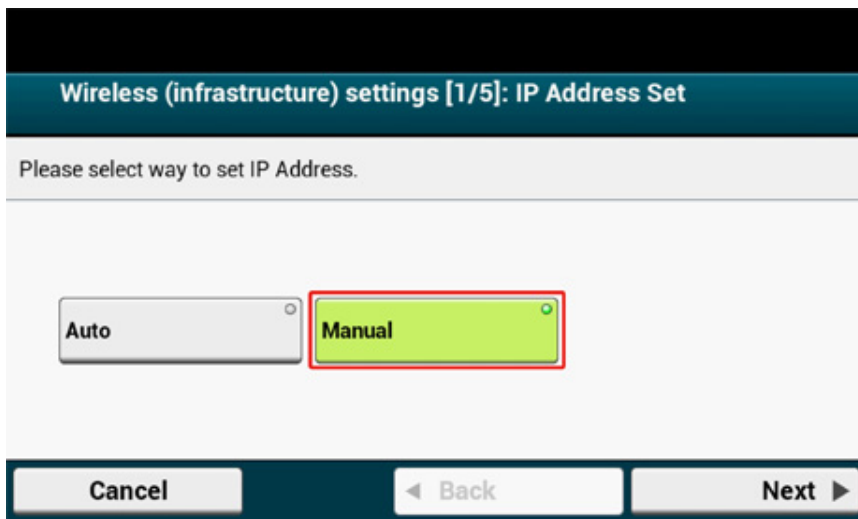 Wireless (infrastructure) settings [1/5]: IP Address Set
Please select way to set IP Address.
Auto
Manual
Cancel
Back
Next